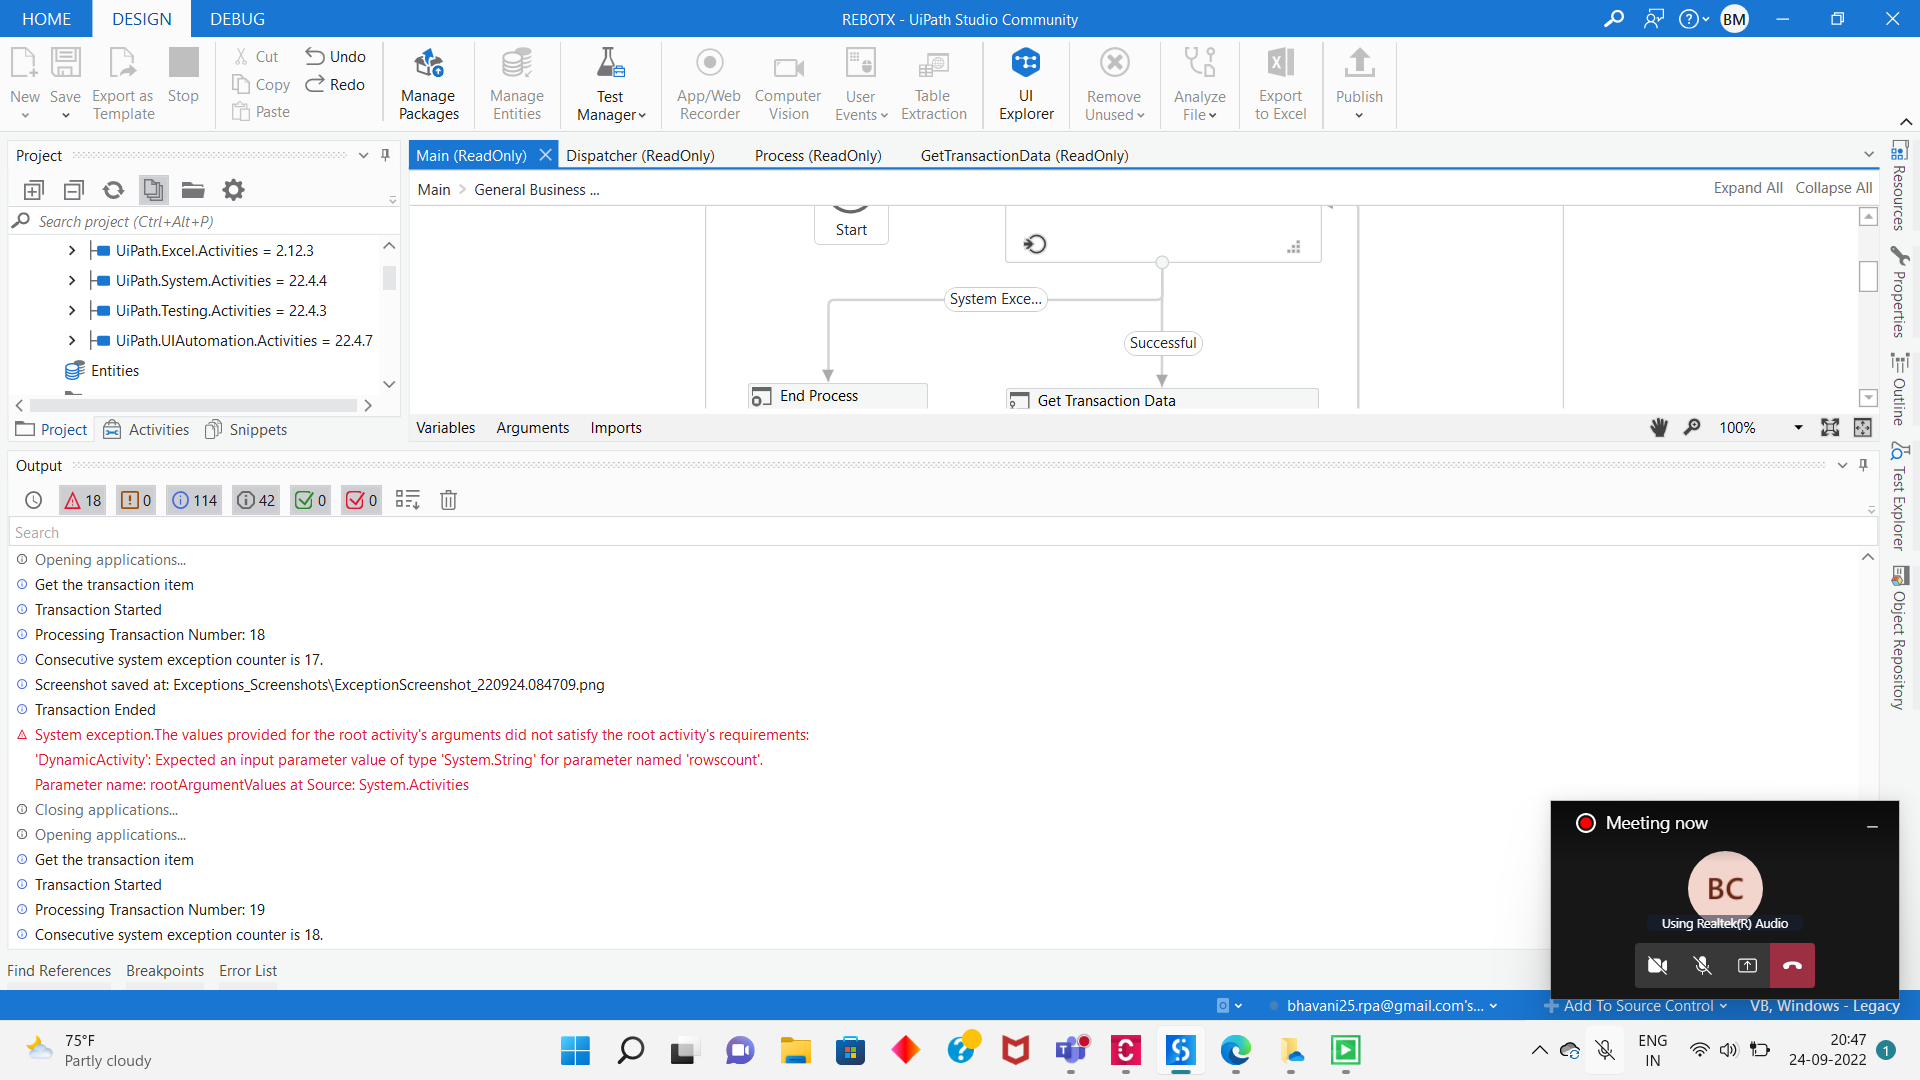 HOME
DESIGN
DEBUG
REBOTX - UiPath Studio Community
BM
New
Save
Export as
Template
Stop
Cut
Copy
Paste
Undo
Redo
Manage
Packages
Manage
Entities
Test
Manager
App/Web
Recorder
Computer
Vision
User
Events
Table
Extraction
UI
Explorer
Remove
Unused
Analyze
File
Export
to Excel
Publish
Project
Search project (Ctrl+Alt+P)
UiPath.Excel.Activities = 2.12.3
UiPath.System.Activities = 22.4.4
UiPath.Testing.Activities = 22.4.3
UiPath.UIAutomation.Activities = 22.4.7
Entities
Project
Activities
Snippets
Main (ReadOnly)
Dispatcher (ReadOnly)
Process (ReadOnly)
GetTransactionData (ReadOnly)
Main > General Business ...
Expand All
Collapse All
Start
System Exce...
Successful
End Process
Get Transaction Data
Variables
Arguments
Imports
100%
Resources
Properties
Outline
Test Explorer
Object Repository
Output
18
0
114
42
0
0
Search
Opening applications...
Get the transaction item
Transaction Started
Processing Transaction Number: 18
Consecutive system exception counter is 17.
Screenshot saved at: Exceptions_Screenshots\ExceptionScreenshot_220924.084709.png
Transaction Ended
System exception.The values provided for the root activity's arguments did not satisfy the root activity's requirements:
'DynamicActivity': Expected an input parameter value of type 'System.String' for parameter named 'rowscount'.
Parameter name: rootArgumentValues at Source: System.Activities
Closing applications...
Opening applications...
Get the transaction item
Transaction Started
Processing Transaction Number: 19
Consecutive system exception counter is 18.
Meeting now
BC
Using Realtek(R) Audio
Find References
Breakpoints
Error List
bhavani25.rpa@gmail.com's...
Add To Source Control
VB, Windows - Legacy
75°F
Partly cloudy
ENG
IN
20:47
24-09-2022
1